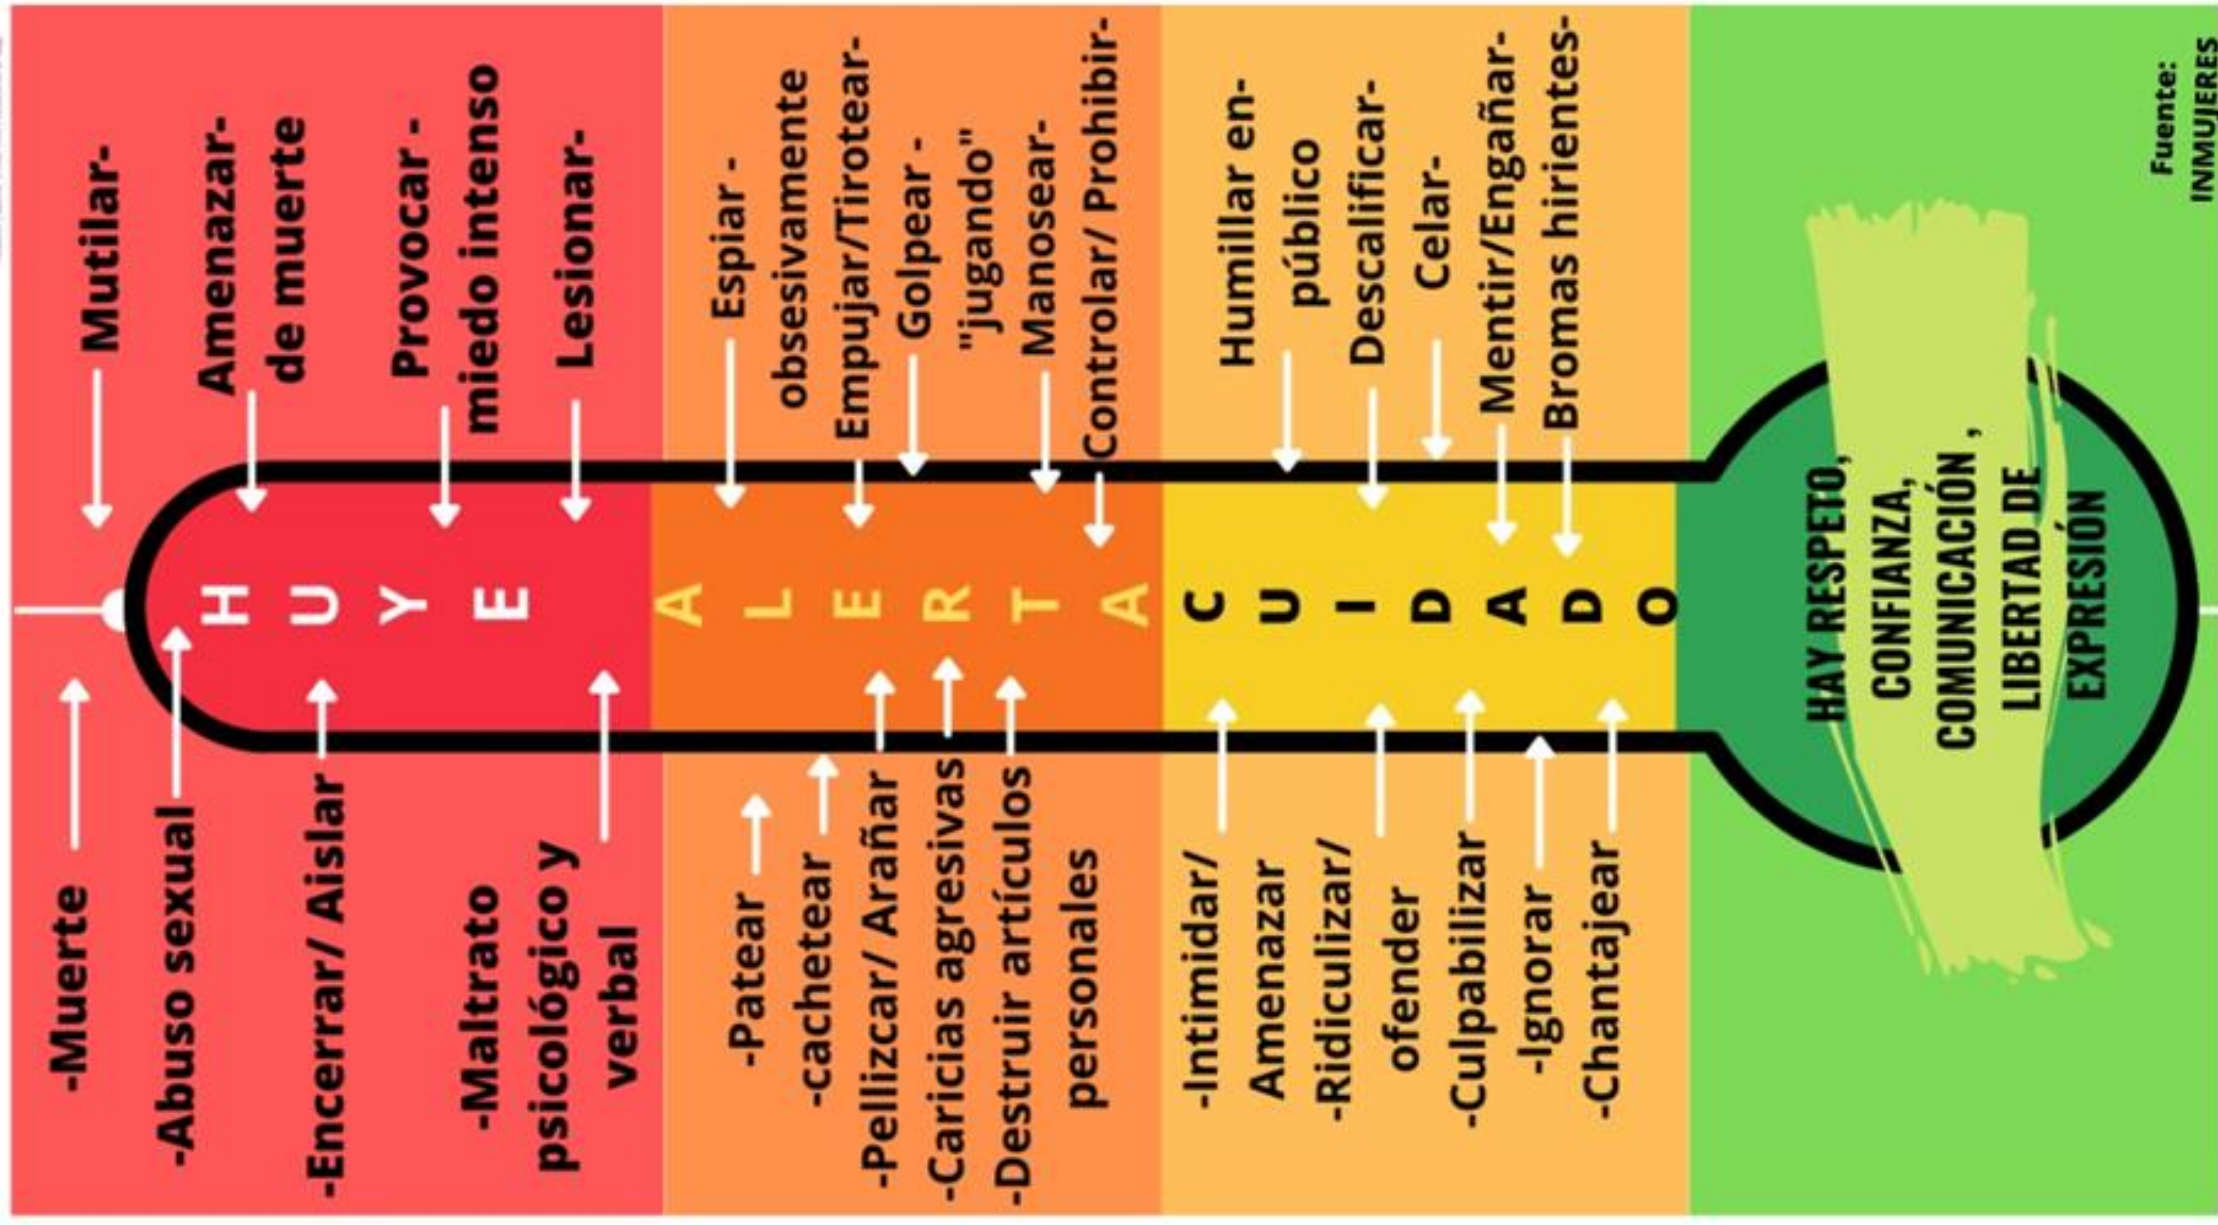 -Muerte
-Abuso sexual
-Encerrar/ Aislar
-Maltrato
psicológico y
verbal
HUYE
Mutilar-
Amenazar-
de muerte
Provocar -
miedo intenso
Lesionar-
-Patear
-cachetear
-Pellizcar/ Arañar
-Caricias agresivas
-Destruir artículos
personales
ALERTA
Espiar -
obsesivamente
Empujar/Tirotear-
Golpear -
"jugando"
Manosear-
Controlar/ Prohibir-
-Intimidar/
Amenazar
-Ridiculizar/
ofender
-Culpabilizar
-Ignorar
-Chantajear
CUIDADO
Humillar en-
público
Descalificar-
Celar-
Mentir/Engañar-
Bromas hirientes-
HAY RESPETO,
CONFIANZA,
COMUNICACIÓN ,
LIBERTAD DE
EXPRESIÓN
Fuente:
INMUJERES